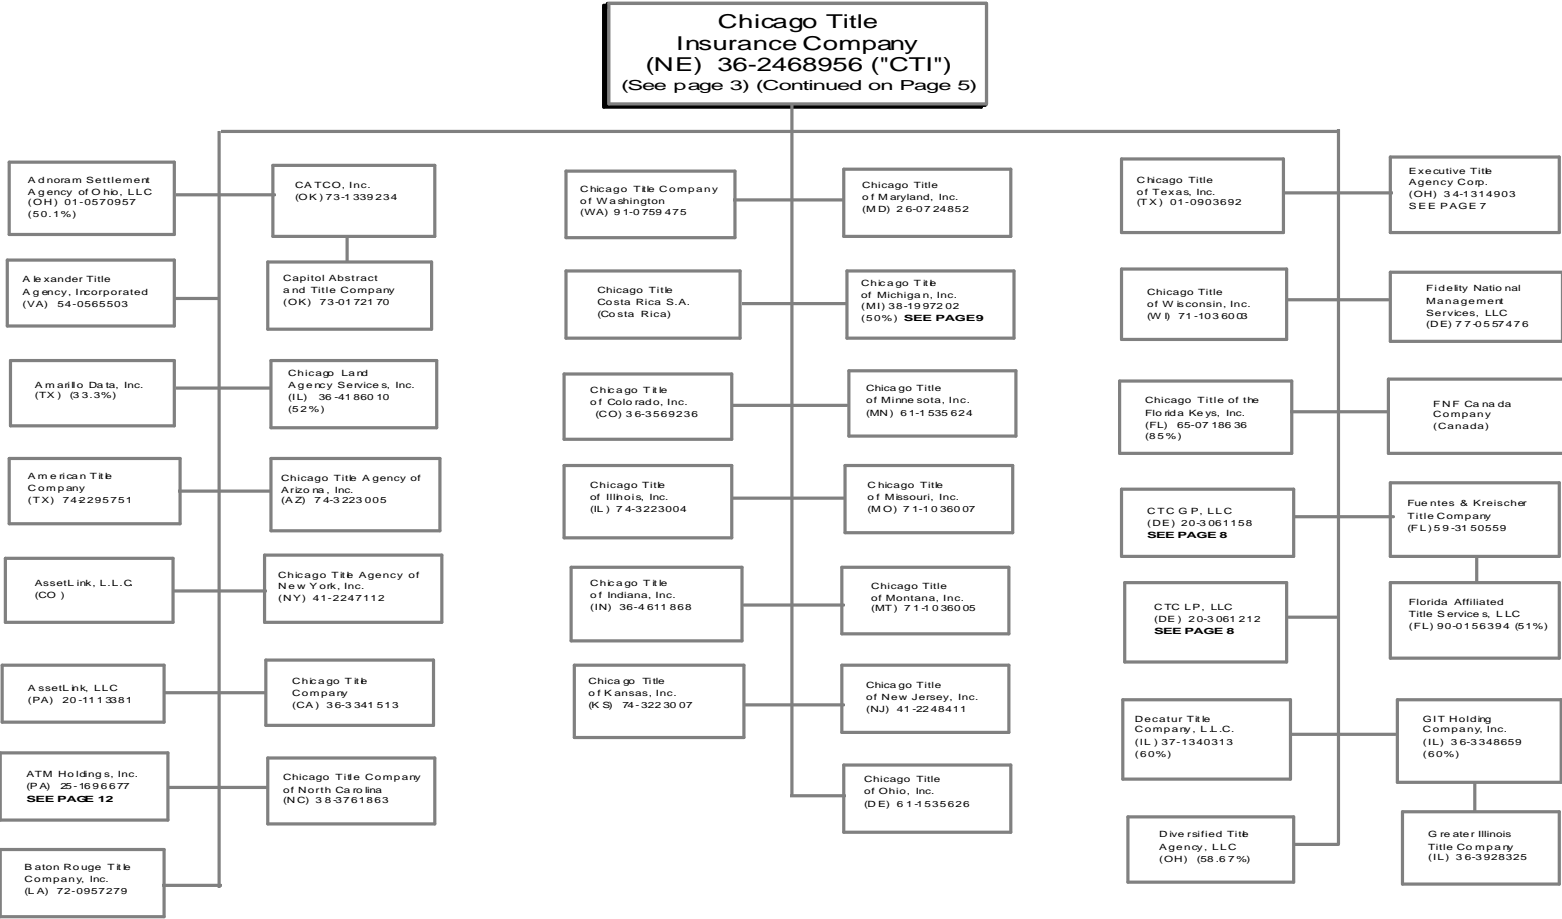 Chicago Title
Insurance Company
(NE) 36-2468956 ("CTI")
(See page 3) (Continued on Page 5)
Adnoram Settlement
Agency of Ohio, LLC
(OH) 01-0570957
(50.1%)
CATCO, Inc.
(OK) 73-1339234
Alexander Title
Agency, Incorporated
(VA) 54-0565503
Capitol Abstract
and Title Company
(OK) 73-0172170
Amarillo Data, Inc.
(TX) (33.3%)
Chicago Land
Agency Services, Inc.
(IL) 36-4186010
(52%)
American Title
Company
(TX) 74-2295751
Chicago Title Agency of
Arizona, Inc.
(AZ) 74-3223005
AssetLink, L.L.C.
(CO)
Chicago Title Agency of
New York, Inc.
(NY) 41-2247112
AssetLink, LLC
(PA) 20-1113381
Chicago Title
Company
(CA) 36-3341513
ATM Holdings, Inc.
(PA) 25-1696677
SEE PAGE 12
Chicago Title Company
of North Carolina
(NC) 38-3761863
Baton Rouge Title
Company, Inc.
(LA) 72-0957279
Chicago Title Company
of Washington
(WA) 91-0759475
Chicago Title
of Maryland, Inc.
(MD) 26-0724852
Chicago Title
Costa Rica S.A.
(Costa Rica)
Chicago Title
of Michigan, Inc.
(MI) 38-1997202
(50%) SEE PAGE 9
Chicago Title
of Colorado, Inc.
(CO) 36-3569236
Chicago Title
of Minnesota, Inc.
(MN) 61-1535624
Chicago Title
of Illinois, Inc.
(IL) 74-3223004
Chicago Title
of Missouri, Inc.
(MO) 71-1036007
Chicago Title
of Indiana, Inc.
(IN) 36-4611868
Chicago Title
of Montana, Inc.
(MT) 71-1036005
Chicago Title
of Kansas, Inc.
(KS) 74-3223007
Chicago Title
of New Jersey, Inc.
(NJ) 41-2248411
Chicago Title
of Ohio, Inc.
(DE) 61-1535626
Chicago Title
of Texas, Inc.
(TX) 01-0903692
Executive Title
Agency Corp.
(OH) 34-1314903
SEE PAGE 7
Chicago Title
of Wisconsin, Inc.
(WI) 71-1036003
Fidelity National
Management
Services, LLC
(DE) 77-0557476
Chicago Title of the
Florida Keys, Inc.
(FL) 65-0718636
(85%)
FNF Canada
Company
(Canada)
CTC GP, LLC
(DE) 20-3061158
SEE PAGE 8
Fuentes & Kreischer
Title Company
(FL) 59-3150559
CTC LP, LLC
(DE) 20-3061212
SEE PAGE 8
Florida Affiliated
Title Services, LLC
(FL) 90-0156394 (51%)
Decatur Title
Company, L.L.C.
(IL) 37-1340313
(60%)
GIT Holding
Company, Inc.
(IL) 36-3348659
(60%)
Diversified Title
Agency, LLC
(OH) (58.67%)
Greater Illinois
Title Company
(IL) 36-3928325